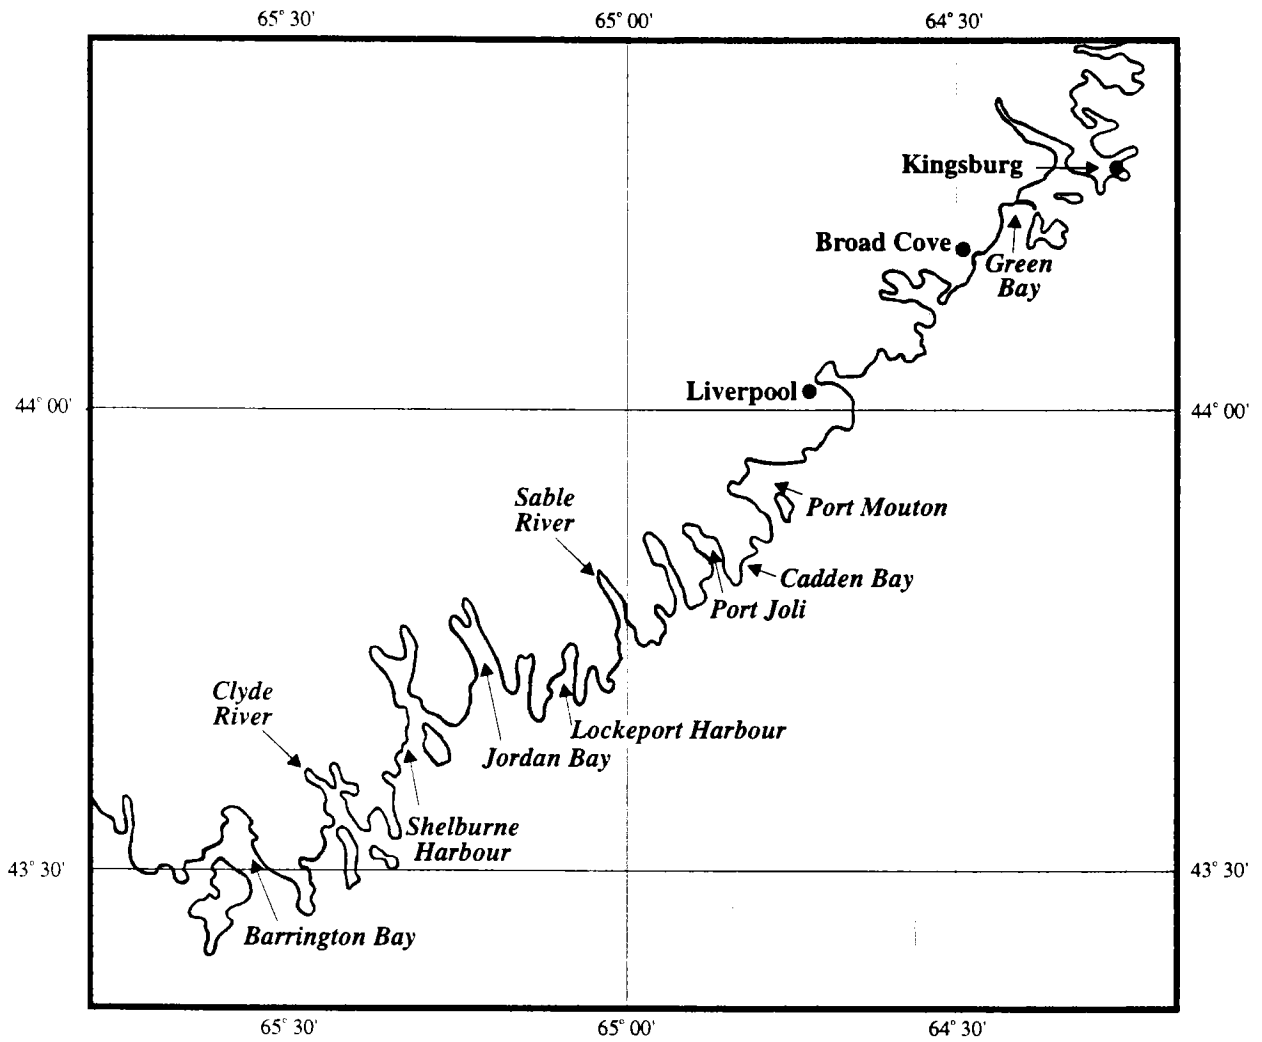 65° 30'
65° 00'
64° 30'
Kingsburg
Broad Cove
Green
Bay
Liverpool
44° 00'
44° 00'
Sable
River
Port Mouton
Cadden Bay
Port Joli
Clyde
River
Lockeport Harbour
Jordan Bay
Shelburne
Harbour
43° 30'
43° 30'
Barrington Bay
65° 30'
65° 00'
64° 30'